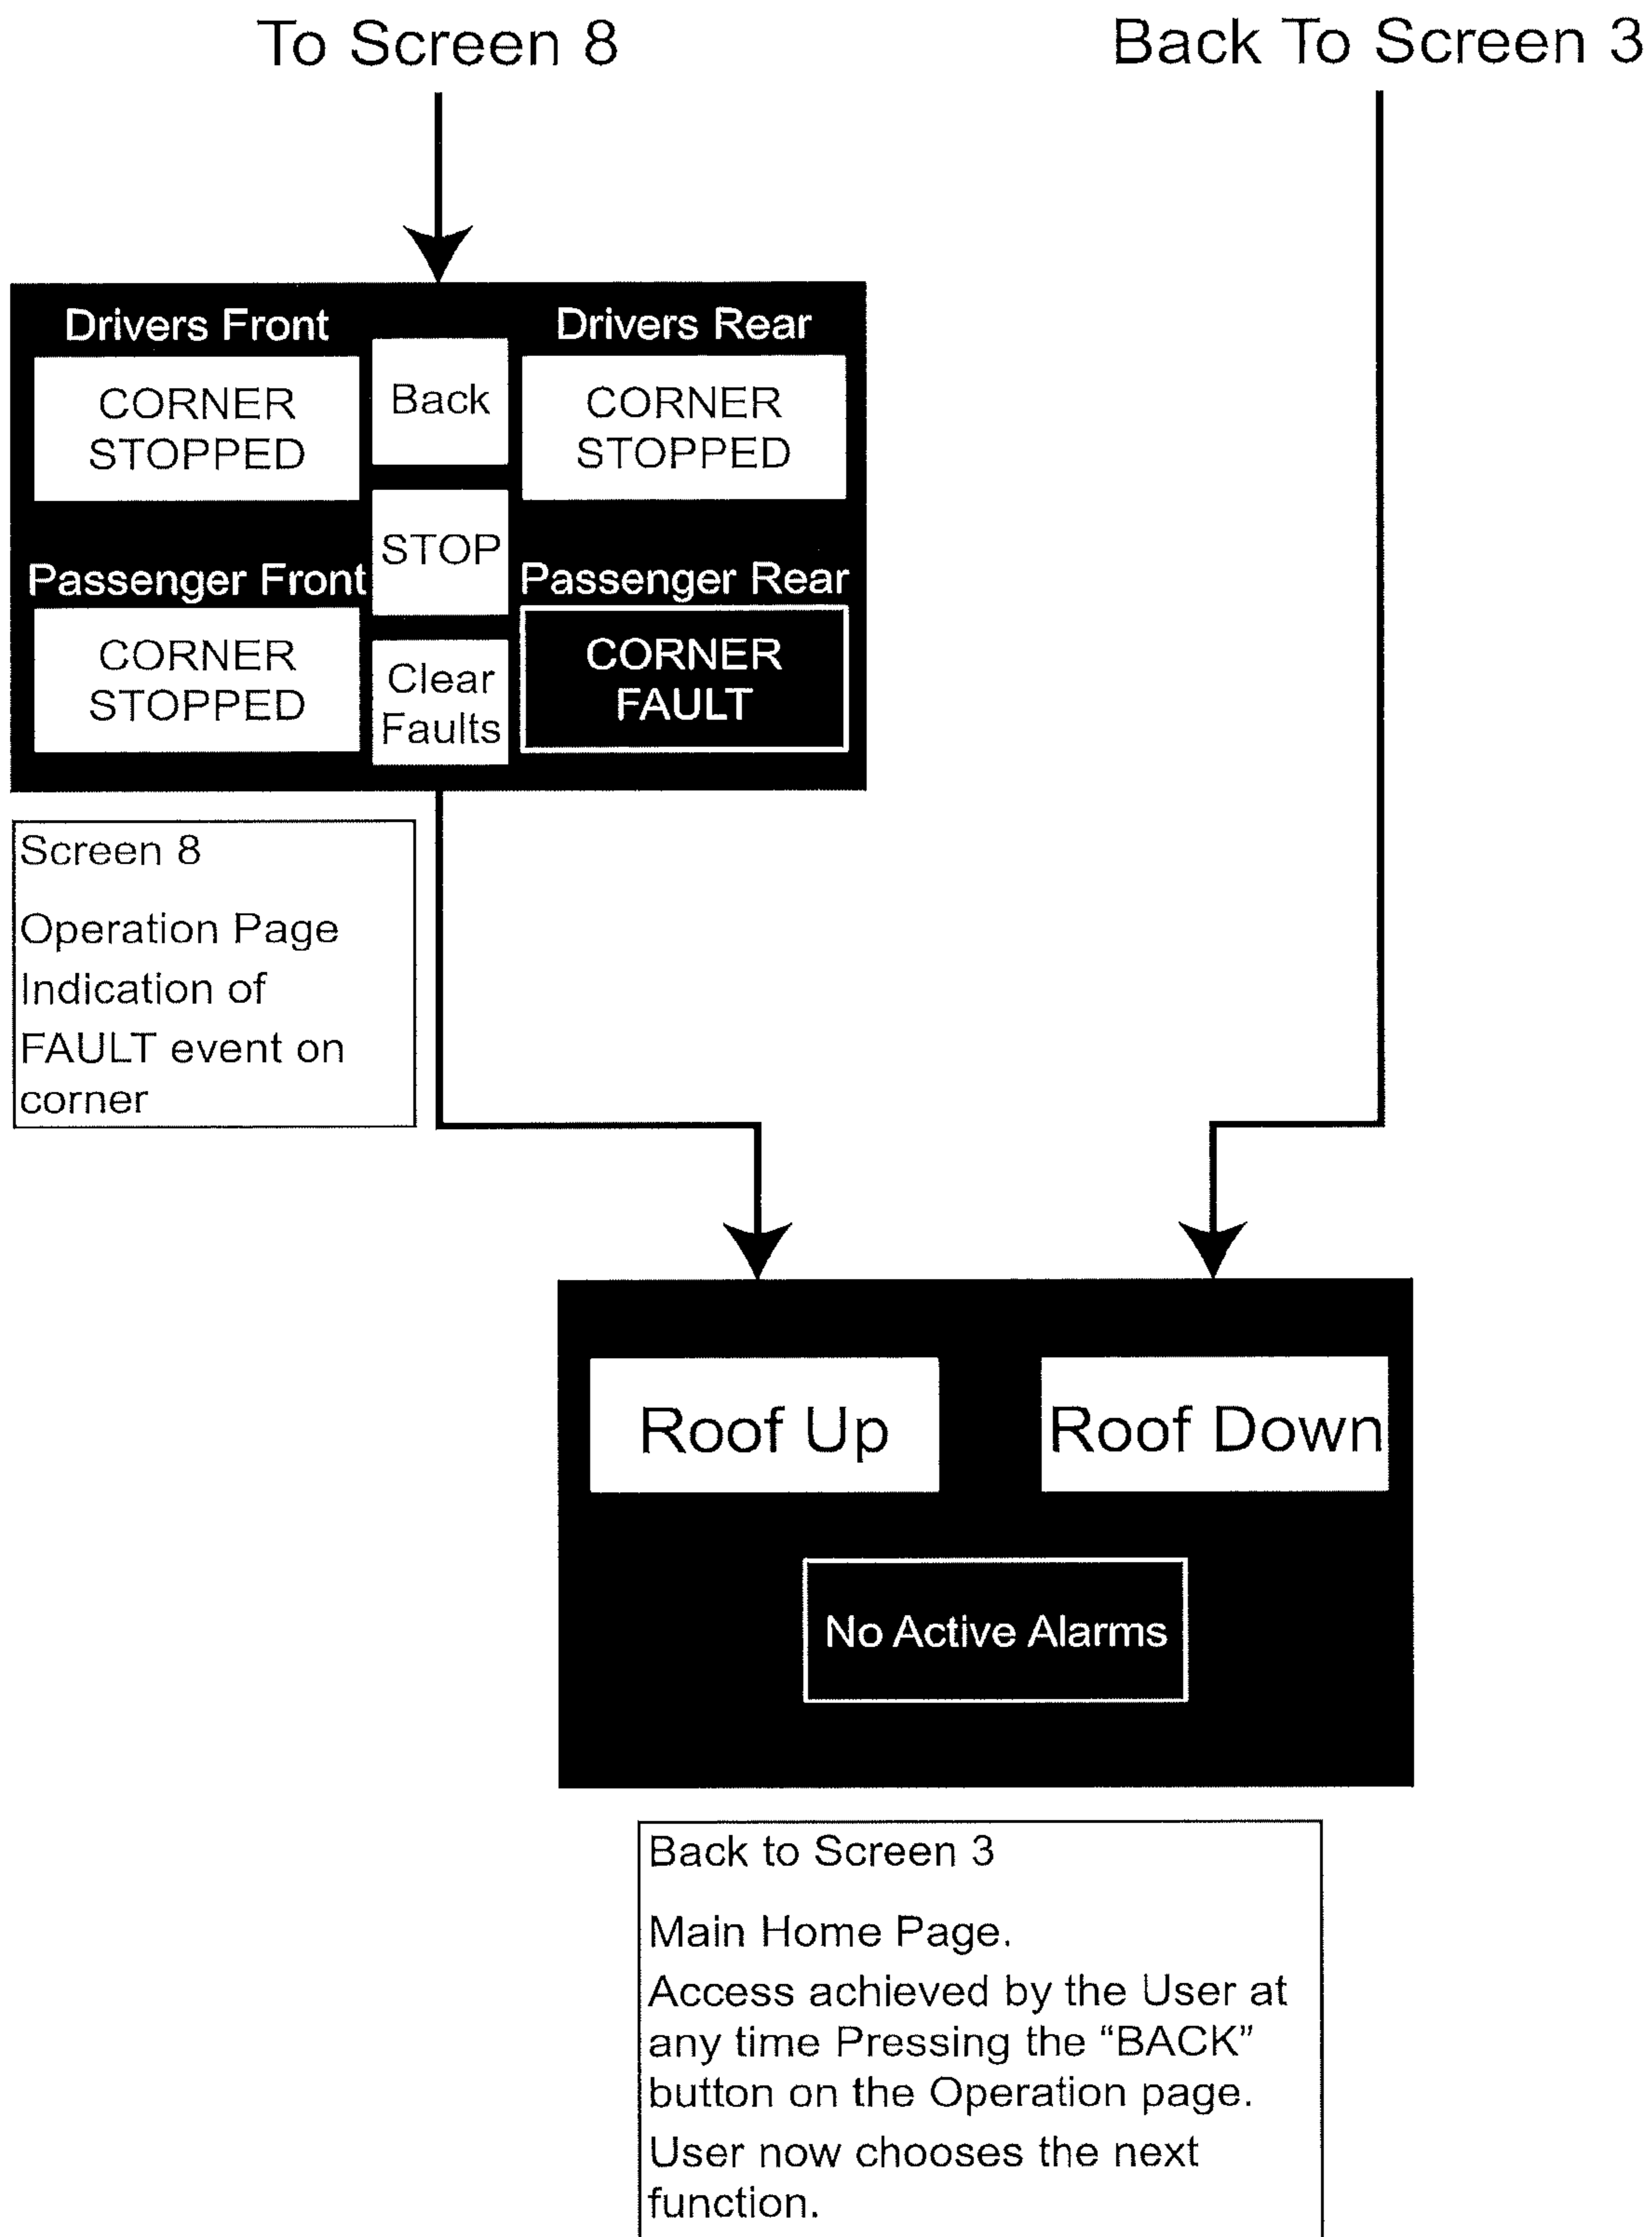 To Screen 8
Back To Screen 3
Drivers Front
Drivers Rear
CORNER
STOPPED
Back
CORNER
STOPPED
STOP
Passenger Front
Passenger Rear
CORNER
STOPPED
Clear
Faults
CORNER
FAULT
Screen 8
Operation Page
Indication of
FAULT event on
corner
Roof Up
Roof Down
No Active Alarms
Back to Screen 3
Main Home Page.
Access achieved by the User at
any time Pressing the “BACK”
button on the Operation page.
User now chooses the next
function.